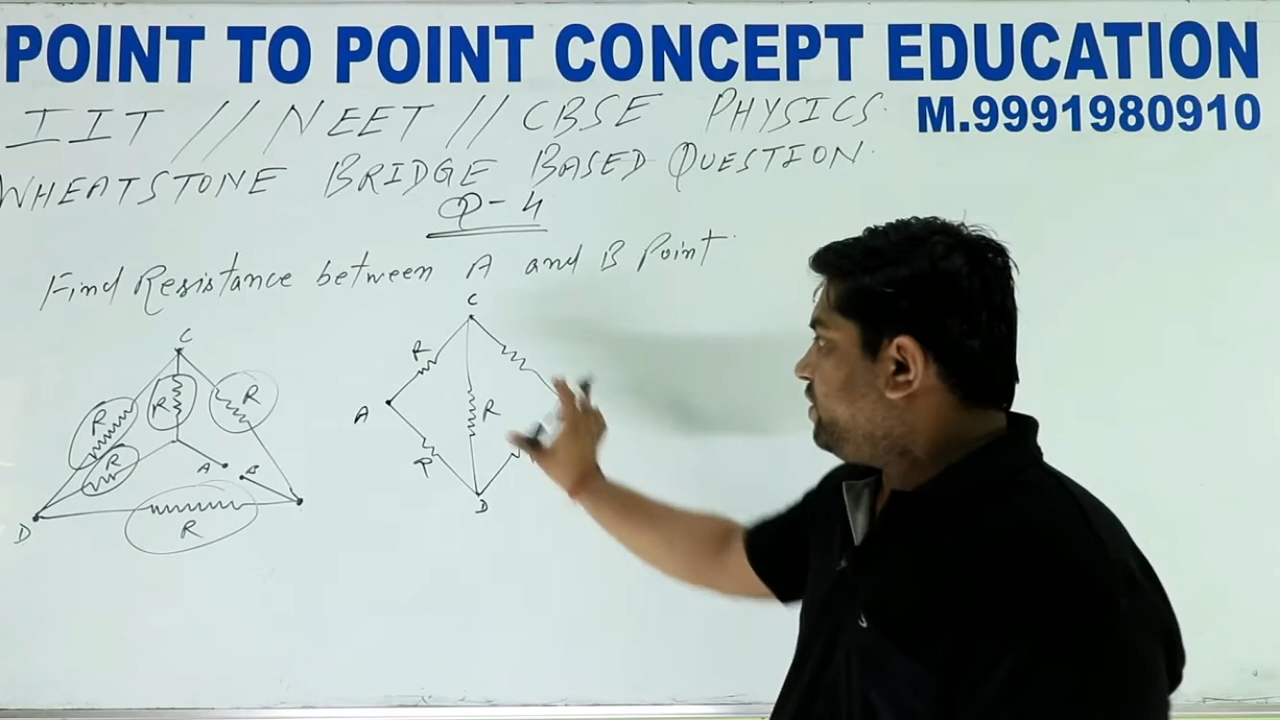 POINT TO POINT CONCEPT EDUCATION
IIT // NEET // CBSE PHYSICS.
M.9991980910
WHEATSTONE BRIDGE BASED QUESTION.
Q-4
Find Resistance between A and B Point.
C
R
R
R
R
A
B
D
R
C
R
A
R
R
D